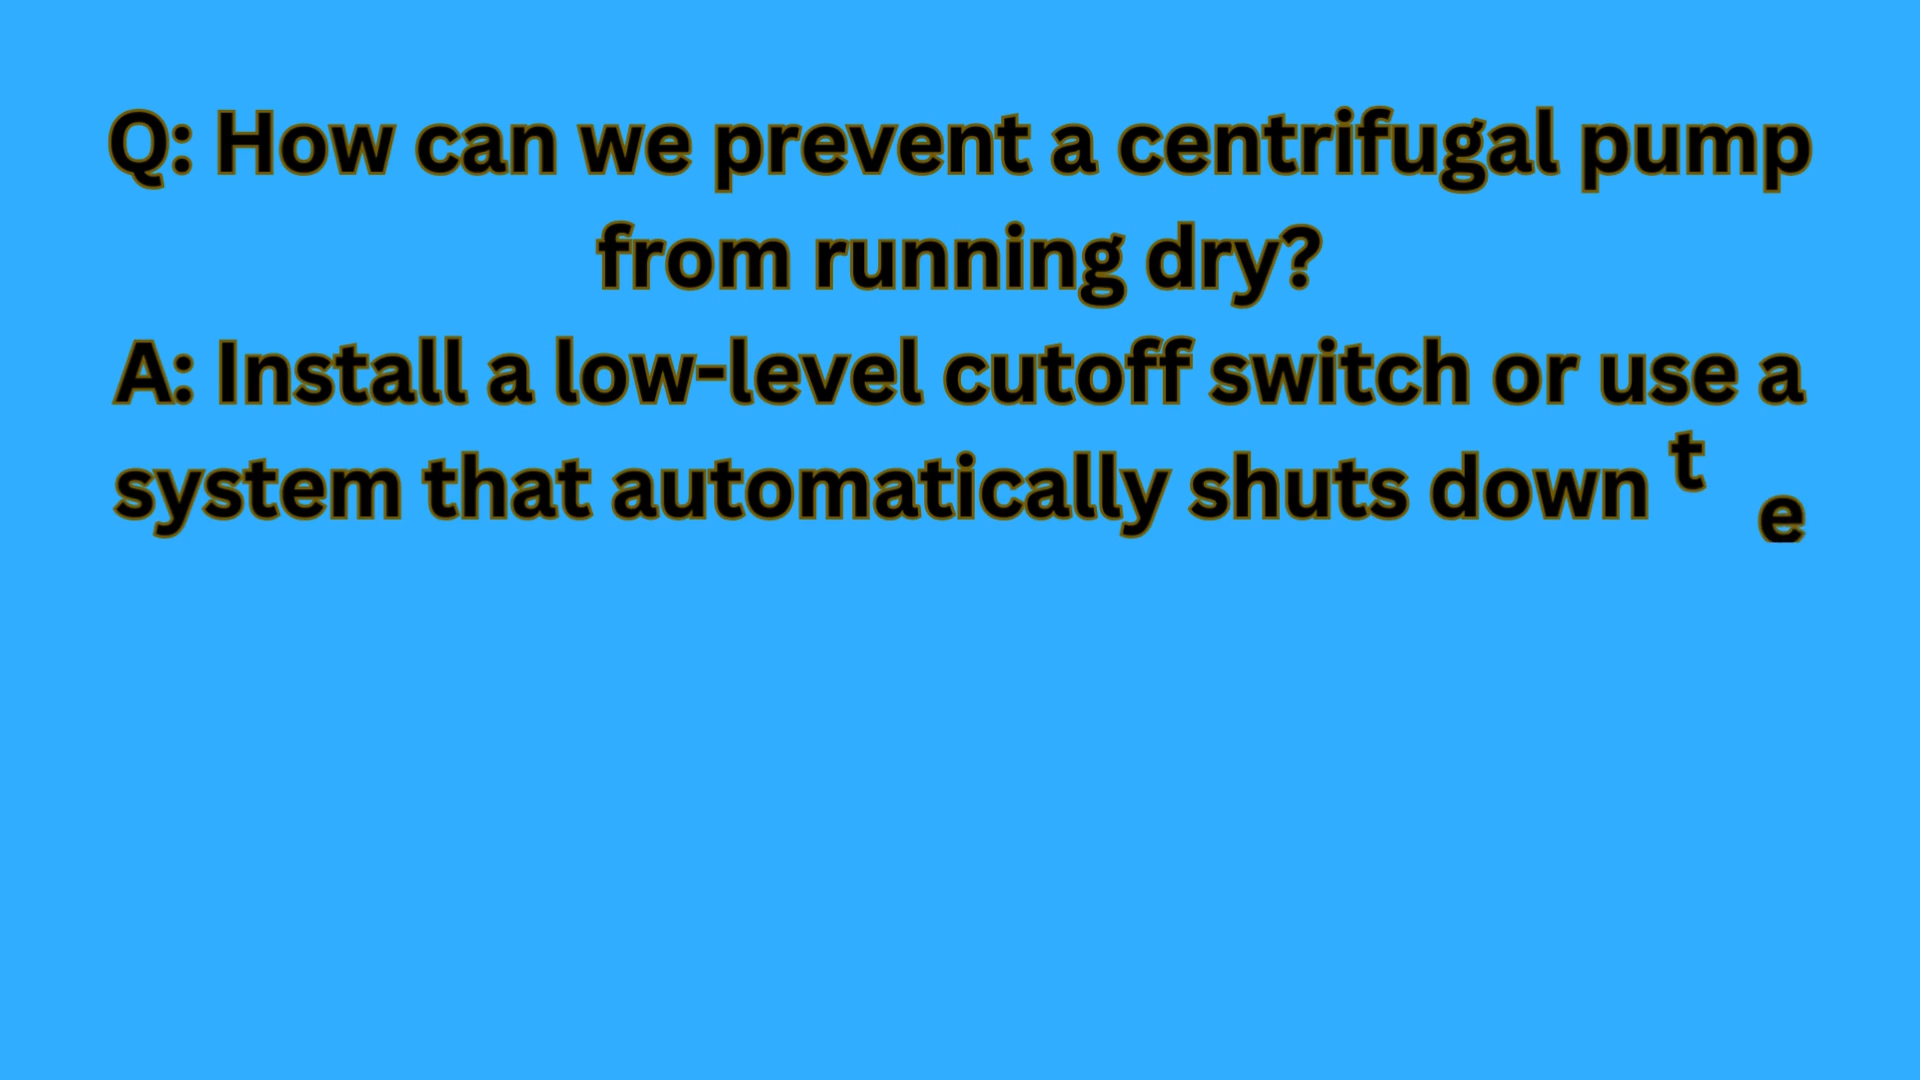 Q: How can we prevent a centrifugal pump
from running dry?
A: Install a low-level cutoff switch or use a
system that automatically shuts down t e